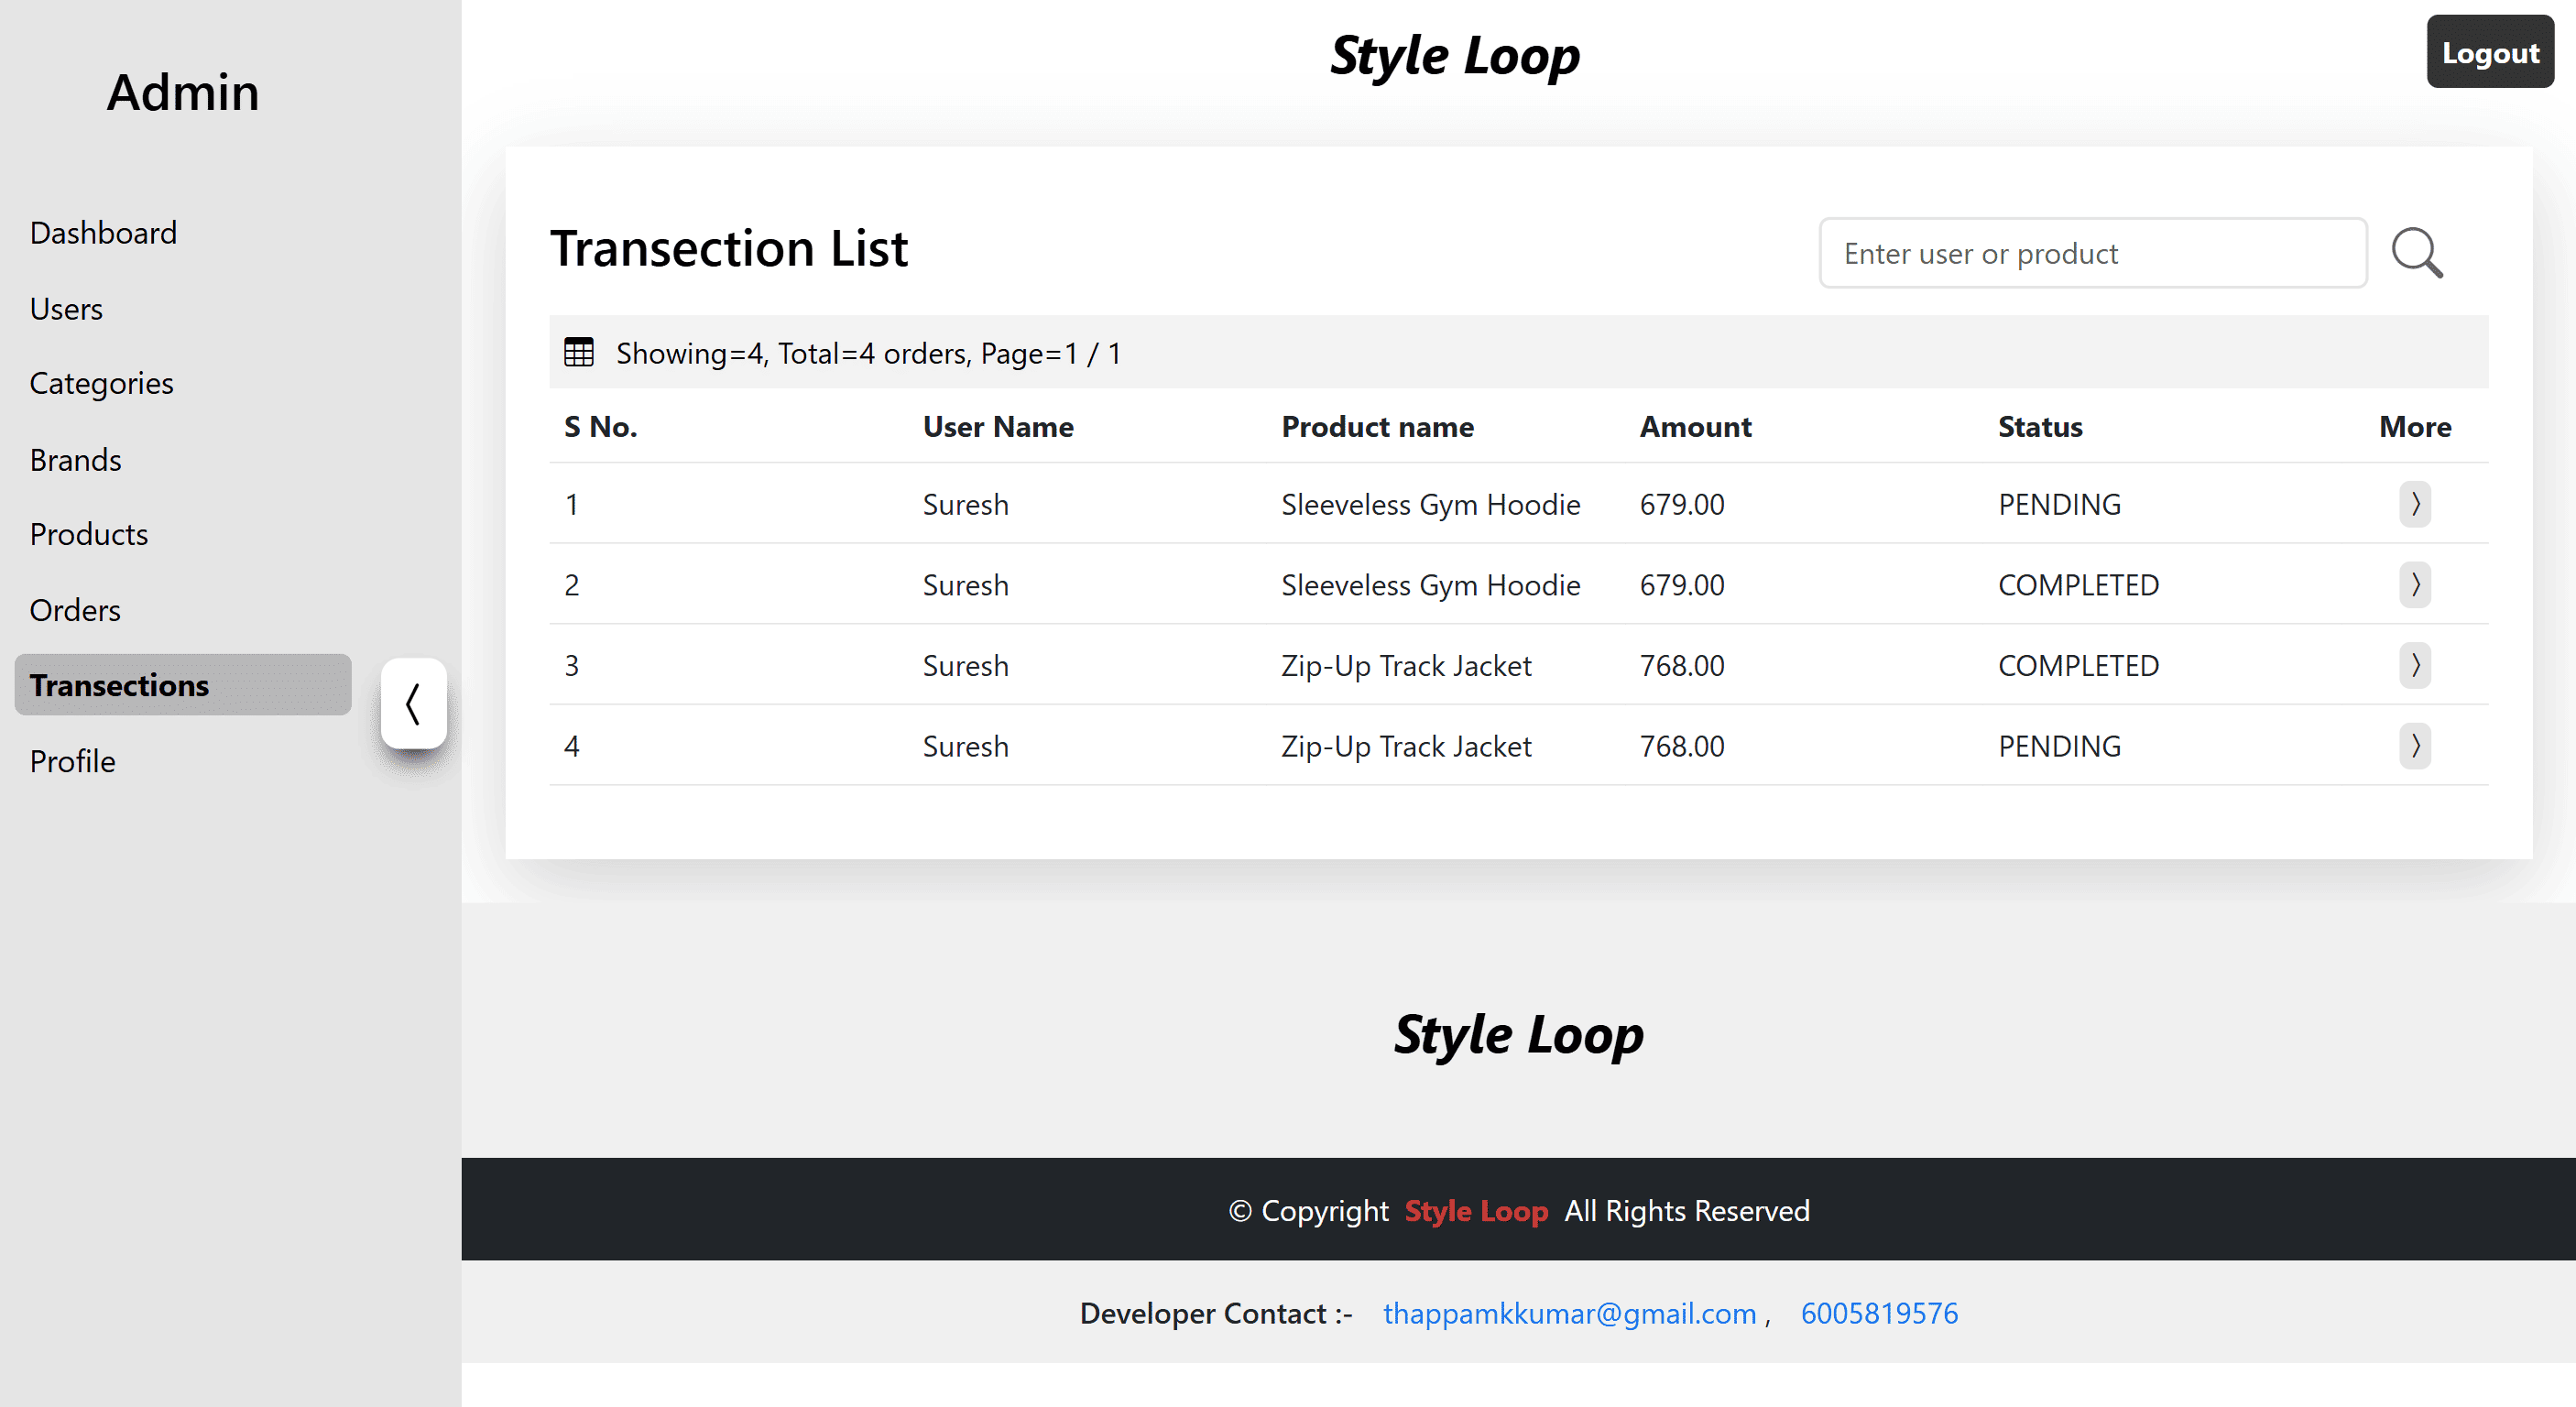 Admin
Dashboard
Users
Categories
Brands
Products
Orders
Transections
Profile
Style Loop
Logout
Transection List
Enter user or product
Showing=4, Total=4 orders, Page=1 / 1
S No. User Name Product name Amount Status More
1 Suresh Sleeveless Gym Hoodie 679.00 PENDING
2 Suresh Sleeveless Gym Hoodie 679.00 COMPLETED
3 Suresh Zip-Up Track Jacket 768.00 COMPLETED
4 Suresh Zip-Up Track Jacket 768.00 PENDING
Style Loop
© Copyright Style Loop All Rights Reserved
Developer Contact :- thappamkkumar@gmail.com , 6005819576